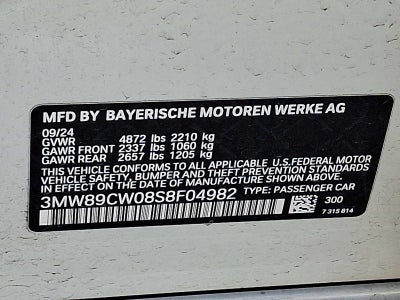 MFD BY BAYERISCHE MOTOREN WERKE AG
09/24
GVWR 4872 lbs 2210 kg
GAWR FRONT 2337 lbs 1060 kg
GAWR REAR 2657 lbs 1205 kg
THIS VEHICLE CONFORMS TO ALL APPLICABLE U.S. FEDERAL MOTOR
VEHICLE SAFETY, BUMPER, AND THEFT PREVENTION STANDARDS
IN EFFECT ON THE DATE OF MANUFACTURE SHOWN ABOVE.
3MW89CW08S8F04982 TYPE: PASSENGER CAR
300
7 315 814